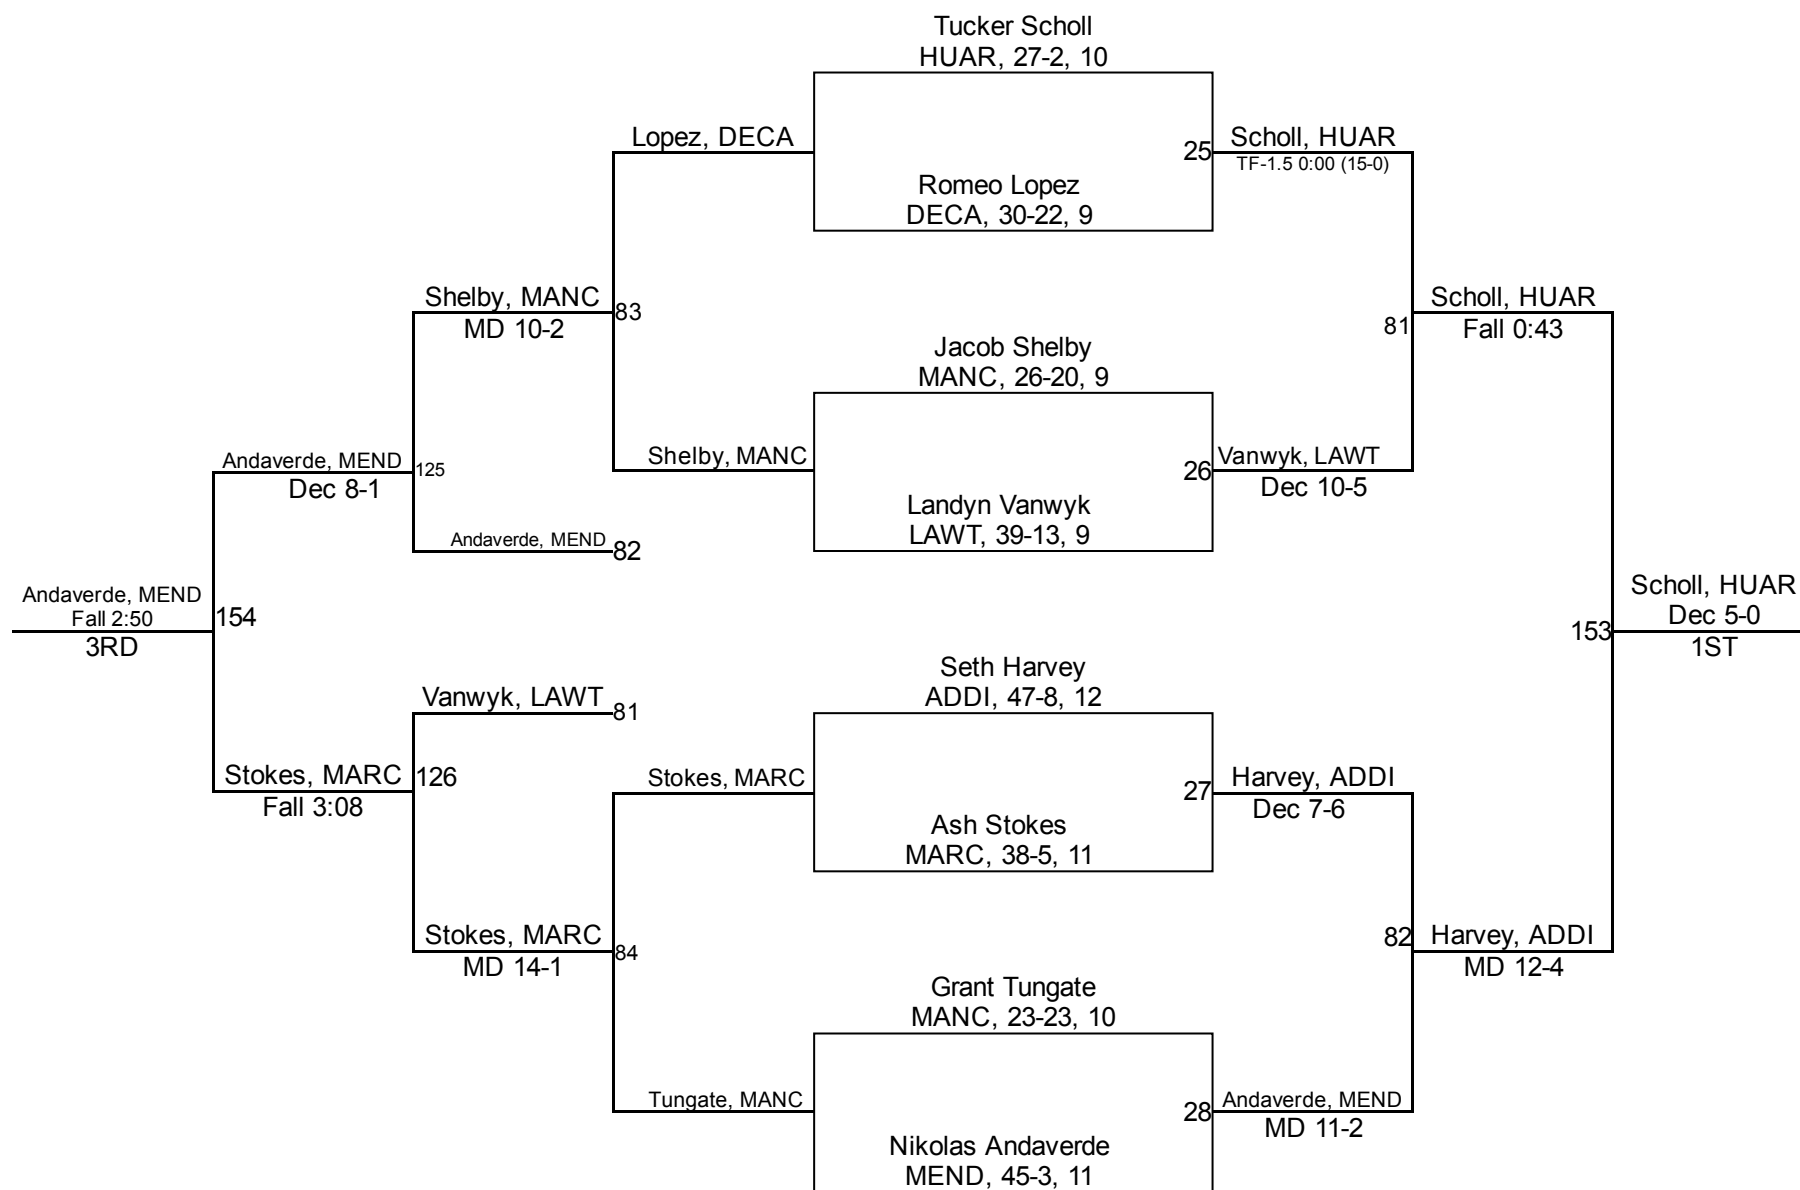 Tucker Scholl
HUAR, 27-2, 10
Lopez, DECA
25
Scholl, HUAR
TF-1.5 0:00 (15-0)
Romeo Lopez
DECA, 30-22, 9
Shelby, MANC
MD 10-2
83
81
Scholl, HUAR
Fall 0:43
Jacob Shelby
MANC, 26-20, 9
Andaverde, MEND
Dec 8-1
125
Shelby, MANC
26
Vanwyk, LAWT
Dec 10-5
Landyn Vanwyk
LAWT, 39-13, 9
Andaverde, MEND
82
Andaverde, MEND
Fall 2:50
3RD
154
153
Scholl, HUAR
Dec 5-0
1ST
Seth Harvey
ADDI, 47-8, 12
Vanwyk, LAWT
81
Stokes, MARC
Fall 3:08
126
Stokes, MARC
27
Harvey, ADDI
Dec 7-6
Ash Stokes
MARC, 38-5, 11
Stokes, MARC
MD 14-1
84
82
Harvey, ADDI
MD 12-4
Grant Tungate
MANC, 23-23, 10
Tungate, MANC
28
Andaverde, MEND
MD 11-2
Nikolas Andaverde
MEND, 45-3, 11